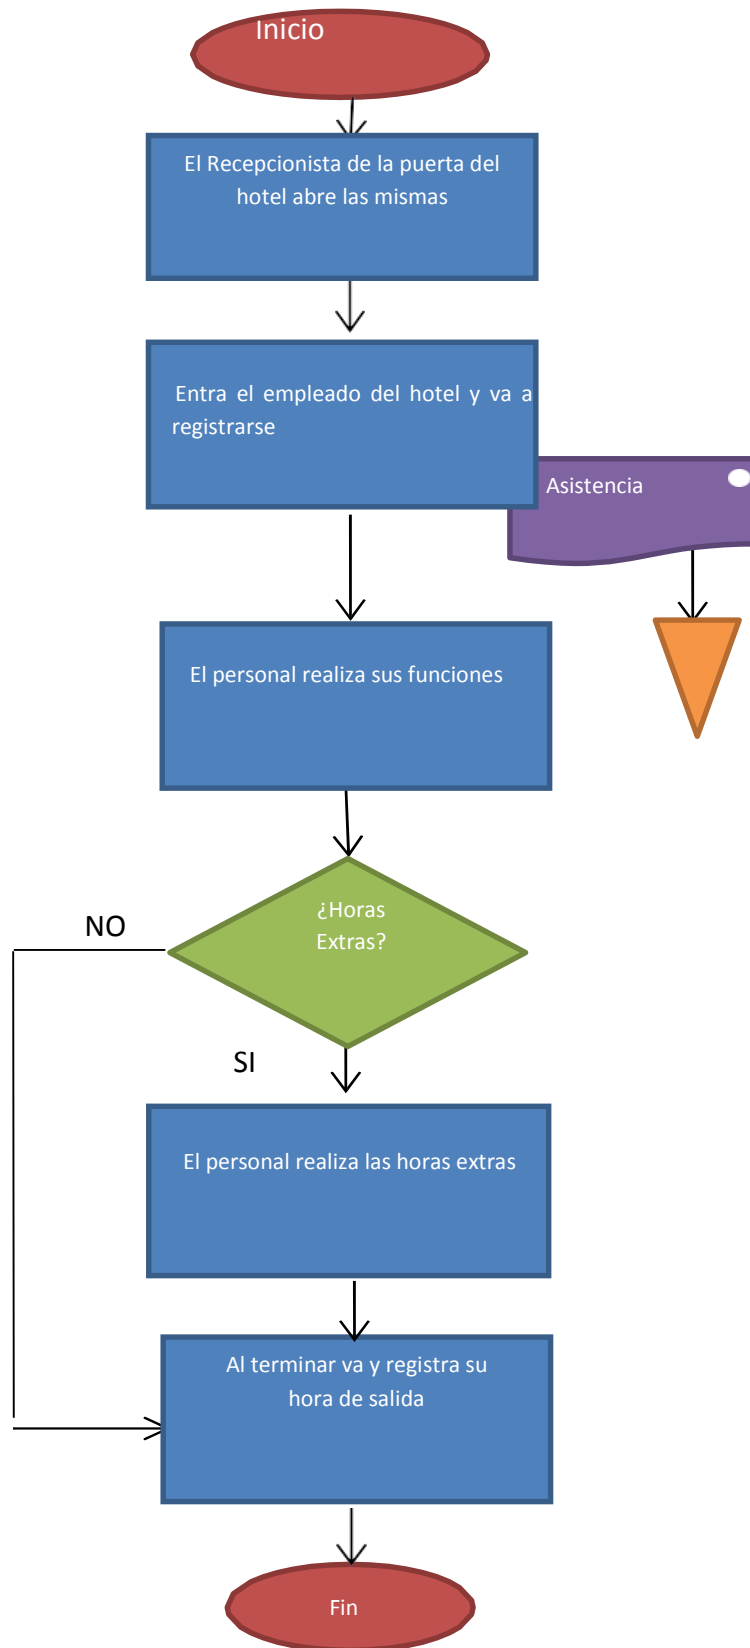 Inicio
El Recepcionista de la puerta del
hotel abre las mismas
Entra el empleado del hotel y va a
registrarse
Asistencia
El personal realiza sus funciones
¿Horas
Extras?
NO
SI
El personal realiza las horas extras
Al terminar va y registra su
hora de salida
Fin